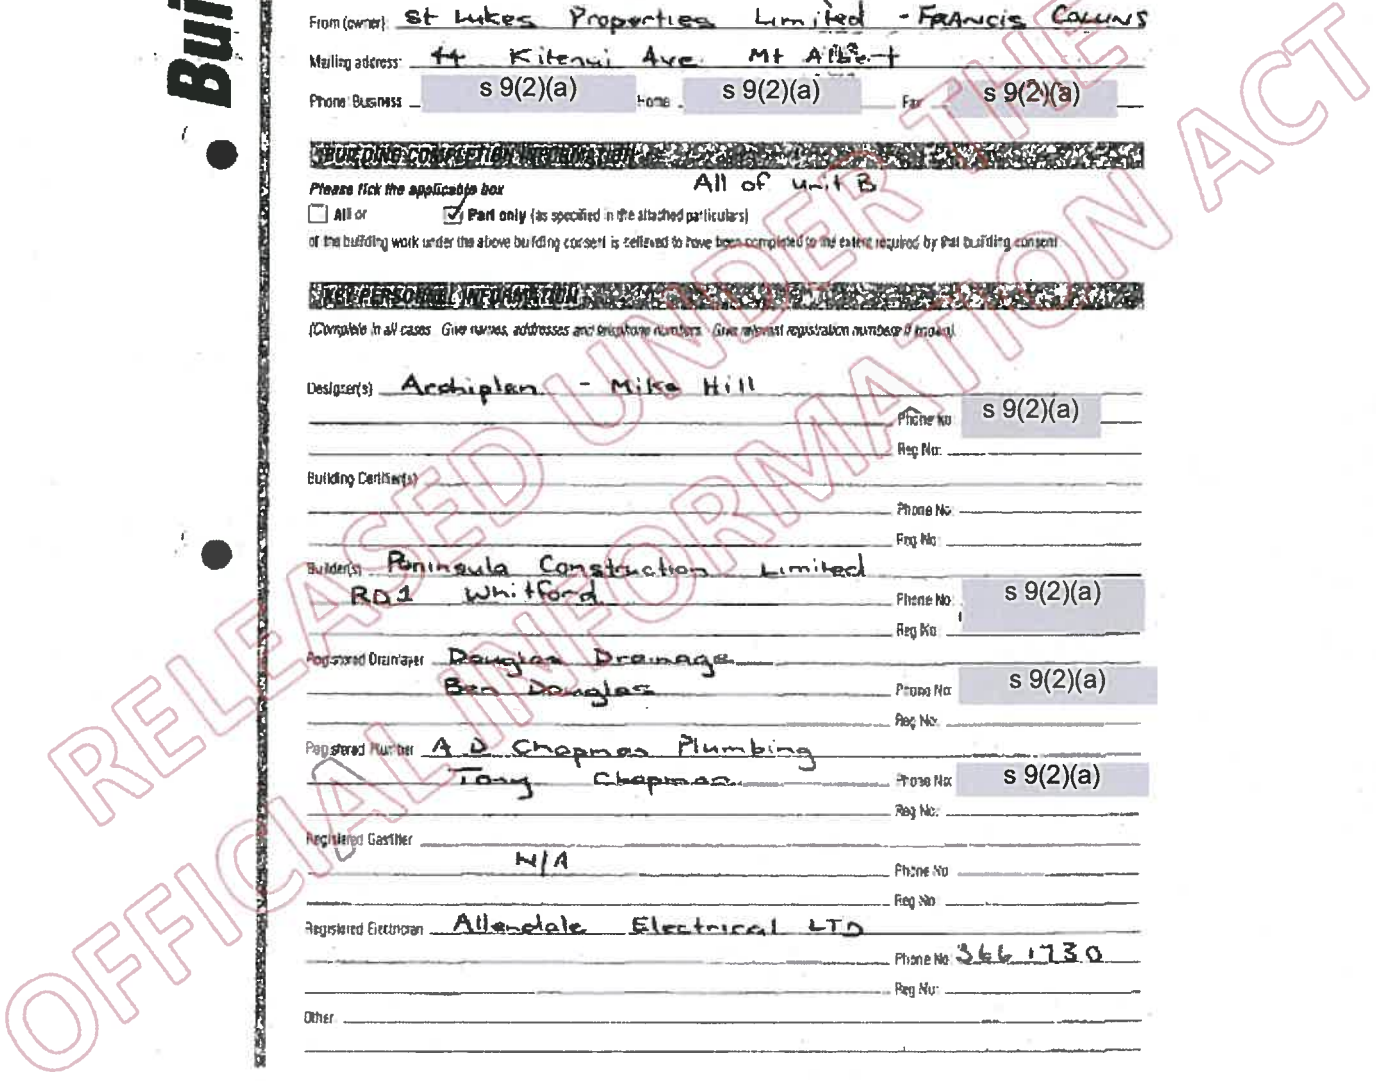 Buil
From (owner): St Lukes Properties Limited - FRANCIS COLLINS
Mailing address: 44 Kitenui Ave Mt Albert
Phone: Business s 9(2)(a) Home s 9(2)(a) Fax s 9(2)(a)
BUILDING COMPLETION INFORMATION
All of unit B
Please tick the applicable box
All or Part only (as specified in the attached particulars)
of the building work under the above building consent is believed to have been completed to the extent required by that building consent
KEY PERSONNEL INFORMATION
(Complete in all cases. Give names, addresses and telephone numbers. Give relevant registration numbers if known)
Designer(s) Archiplan - Mike Hill
Phone No s 9(2)(a)
Reg No:
Building Certifier(s)
Phone No:
Reg No:
Builder(s) Peninsula Construction Limited
RD1 Whitford
Phone No: s 9(2)(a)
Reg No:
Registered Drainlayer Douglas Drainage
Ben Douglas
Phone No: s 9(2)(a)
Reg No:
Registered Plumber A D Chapman Plumbing
Tony Chapman
Phone No: s 9(2)(a)
Reg No:
Registered Gasfitter
N/A
Phone No
Reg No:
Registered Electrician Allendale Electrical LTD
Phone No 3661730
Reg No:
Other
RELEASED UNDER THE
OFFICIAL INFORMATION ACT